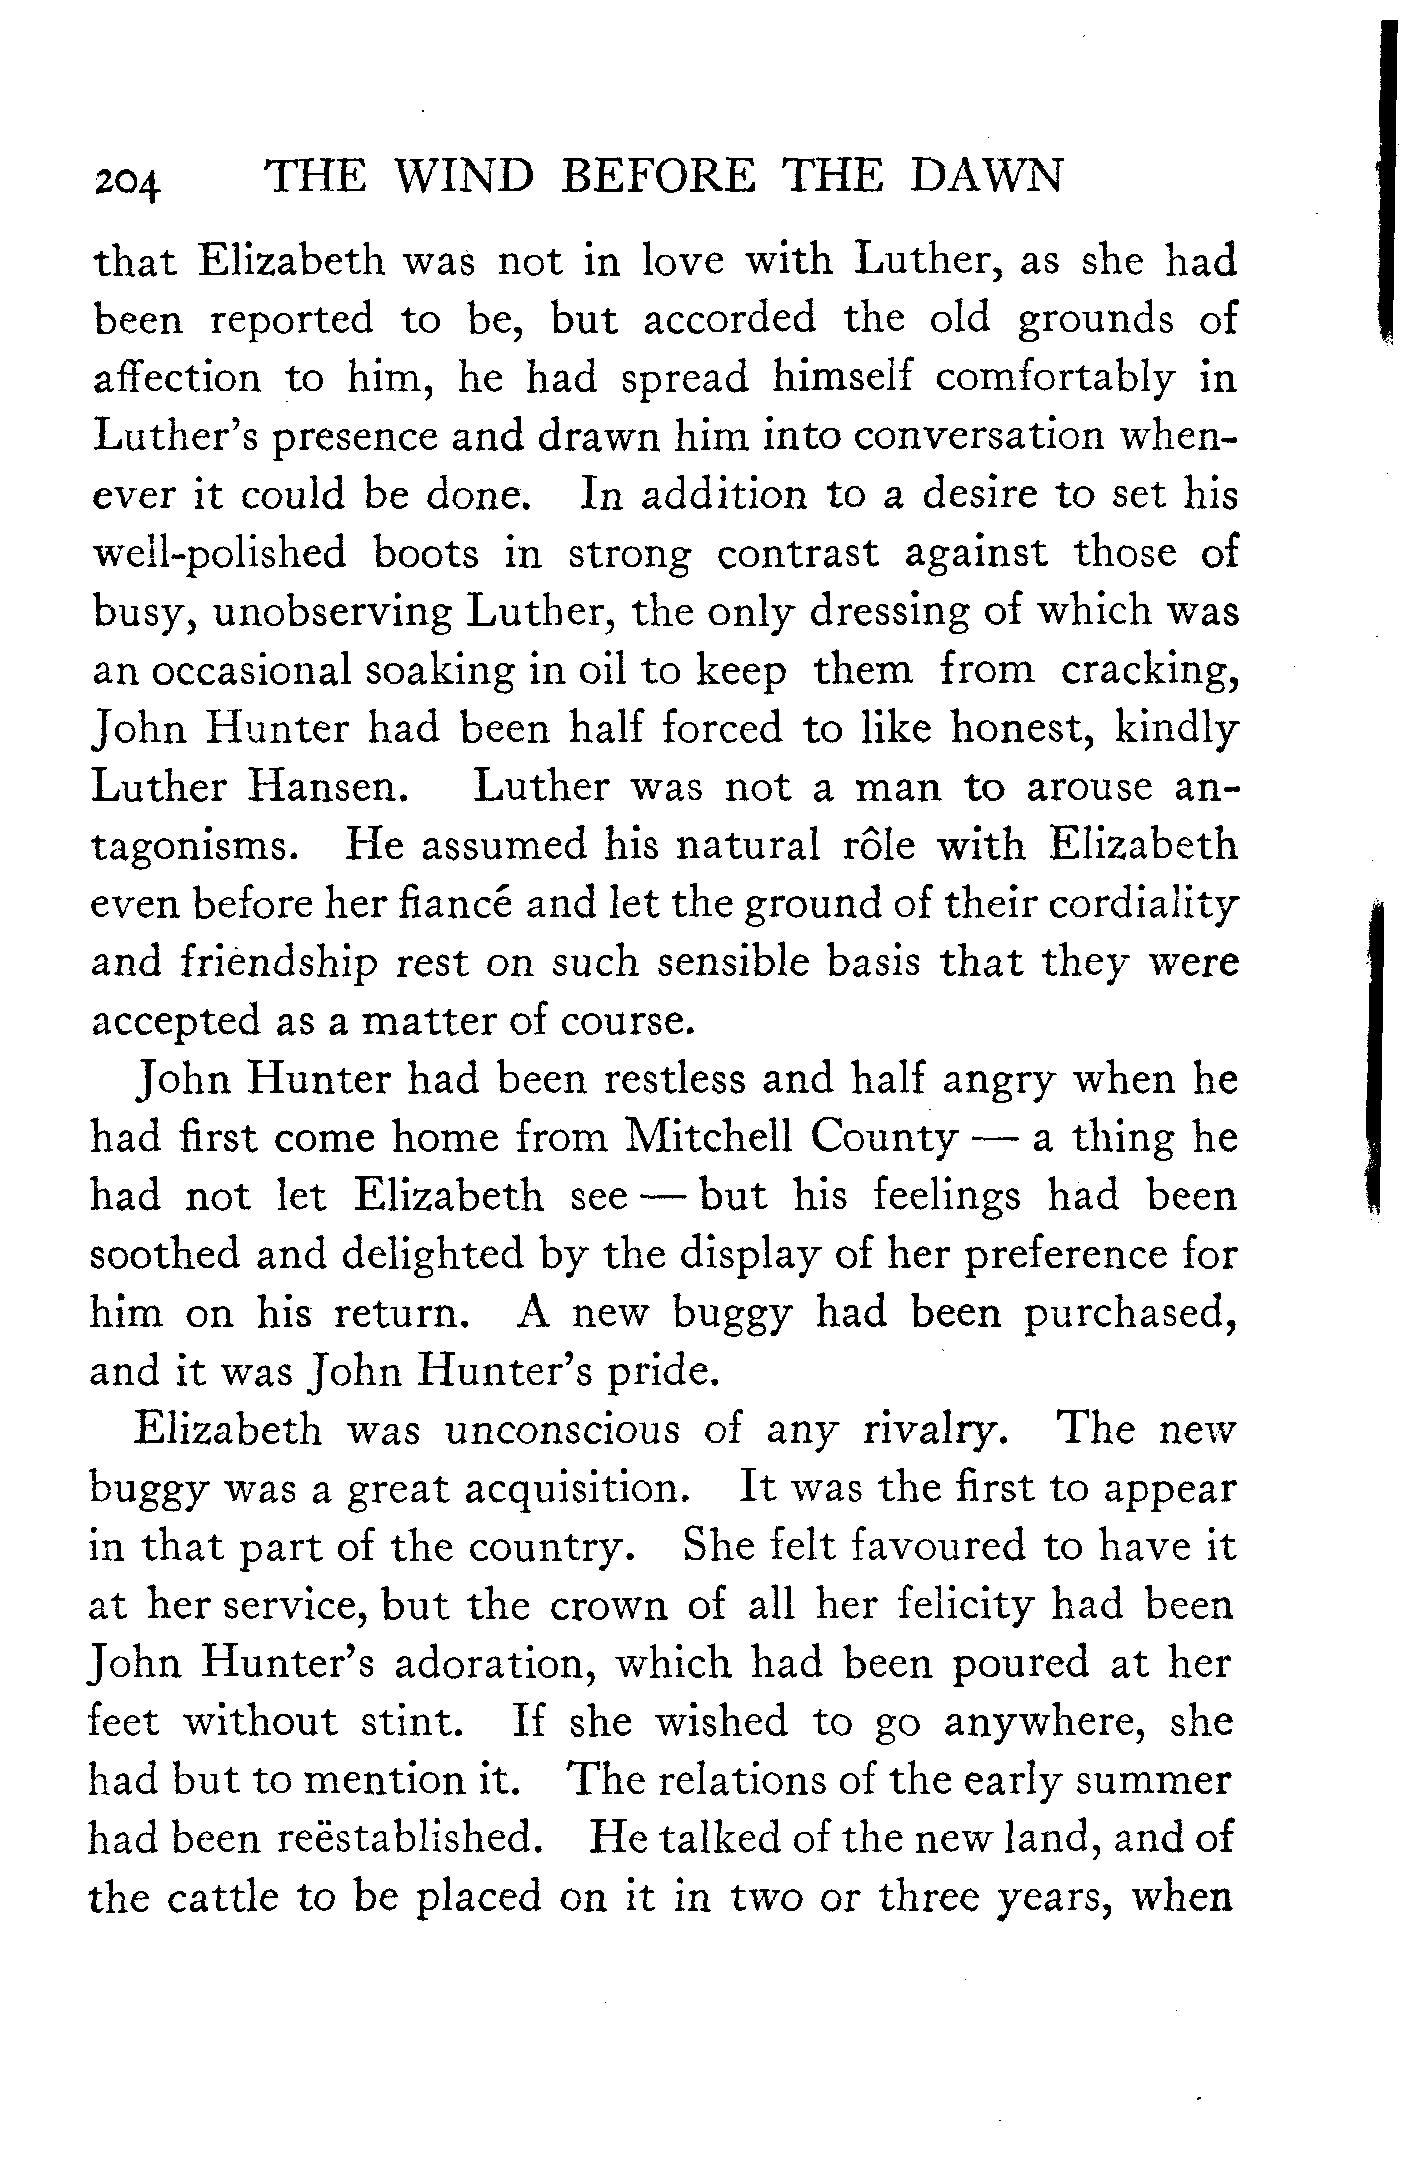 204 THE WIND BEFORE THE DAWN
that Elizabeth was not in love with Luther, as she had
been reported to be, but accorded the old grounds of
affection to him, he had spread himself comfortably in
Luther's presence and drawn him into conversation when-
ever it could be done. In addition to a desire to set his
well-polished boots in strong contrast against those of
busy, unobserving Luther, the only dressing of which was
an occasional soaking in oil to keep them from cracking,
John Hunter had been half forced to like honest, kindly
Luther Hansen. Luther was not a man to arouse an-
tagonisms. He assumed his natural rôle with Elizabeth
even before her fiancé and let the ground of their cordiality
and friendship rest on such sensible basis that they were
accepted as a matter of course.
John Hunter had been restless and half angry when he
had first come home from Mitchell County — a thing he
had not let Elizabeth see — but his feelings had been
soothed and delighted by the display of her preference for
him on his return. A new buggy had been purchased,
and it was John Hunter's pride.
Elizabeth was unconscious of any rivalry. The new
buggy was a great acquisition. It was the first to appear
in that part of the country. She felt favoured to have it
at her service, but the crown of all her felicity had been
John Hunter's adoration, which had been poured at her
feet without stint. If she wished to go anywhere, she
had but to mention it. The relations of the early summer
had been reëstablished. He talked of the new land, and of
the cattle to be placed on it in two or three years, when